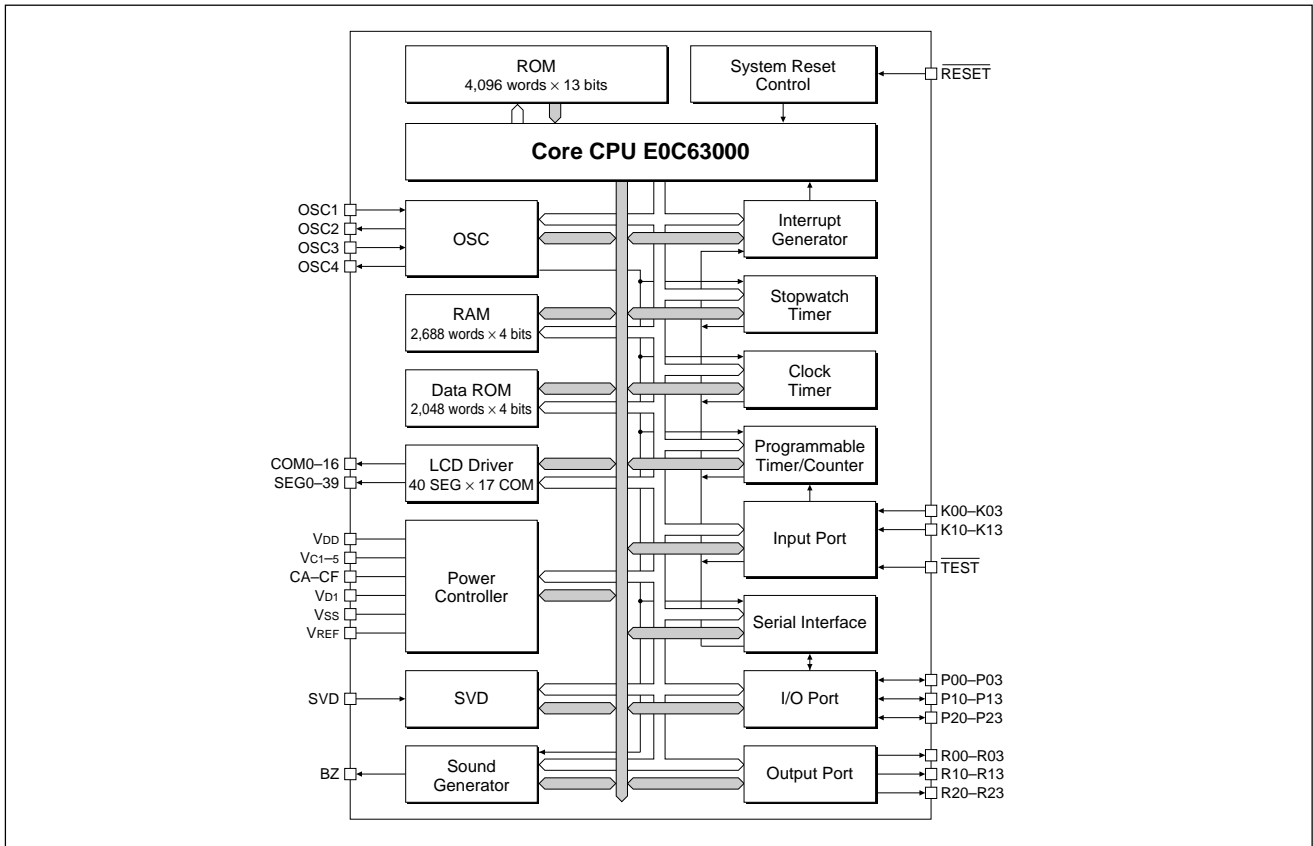 ROM
4,096 words × 13 bits
System Reset
Control
RESET
Core CPU E0C63000
OSC1
OSC2
OSC3
OSC4
OSC
Interrupt
Generator
RAM
2,688 words × 4 bits
Stopwatch
Timer
Data ROM
2,048 words × 4 bits
Clock
Timer
COM0–16
SEG0–39
LCD Driver
40 SEG × 17 COM
Programmable
Timer/Counter
K00–K03
K10–K13
TEST
Input Port
VDD
VC1–5
CA–CF
VD1
VSS
VREF
Power
Controller
Serial Interface
SVD
SVD
I/O Port
P00–P03
P10–P13
P20–P23
BZ
Sound
Generator
Output Port
R00–R03
R10–R13
R20–R23